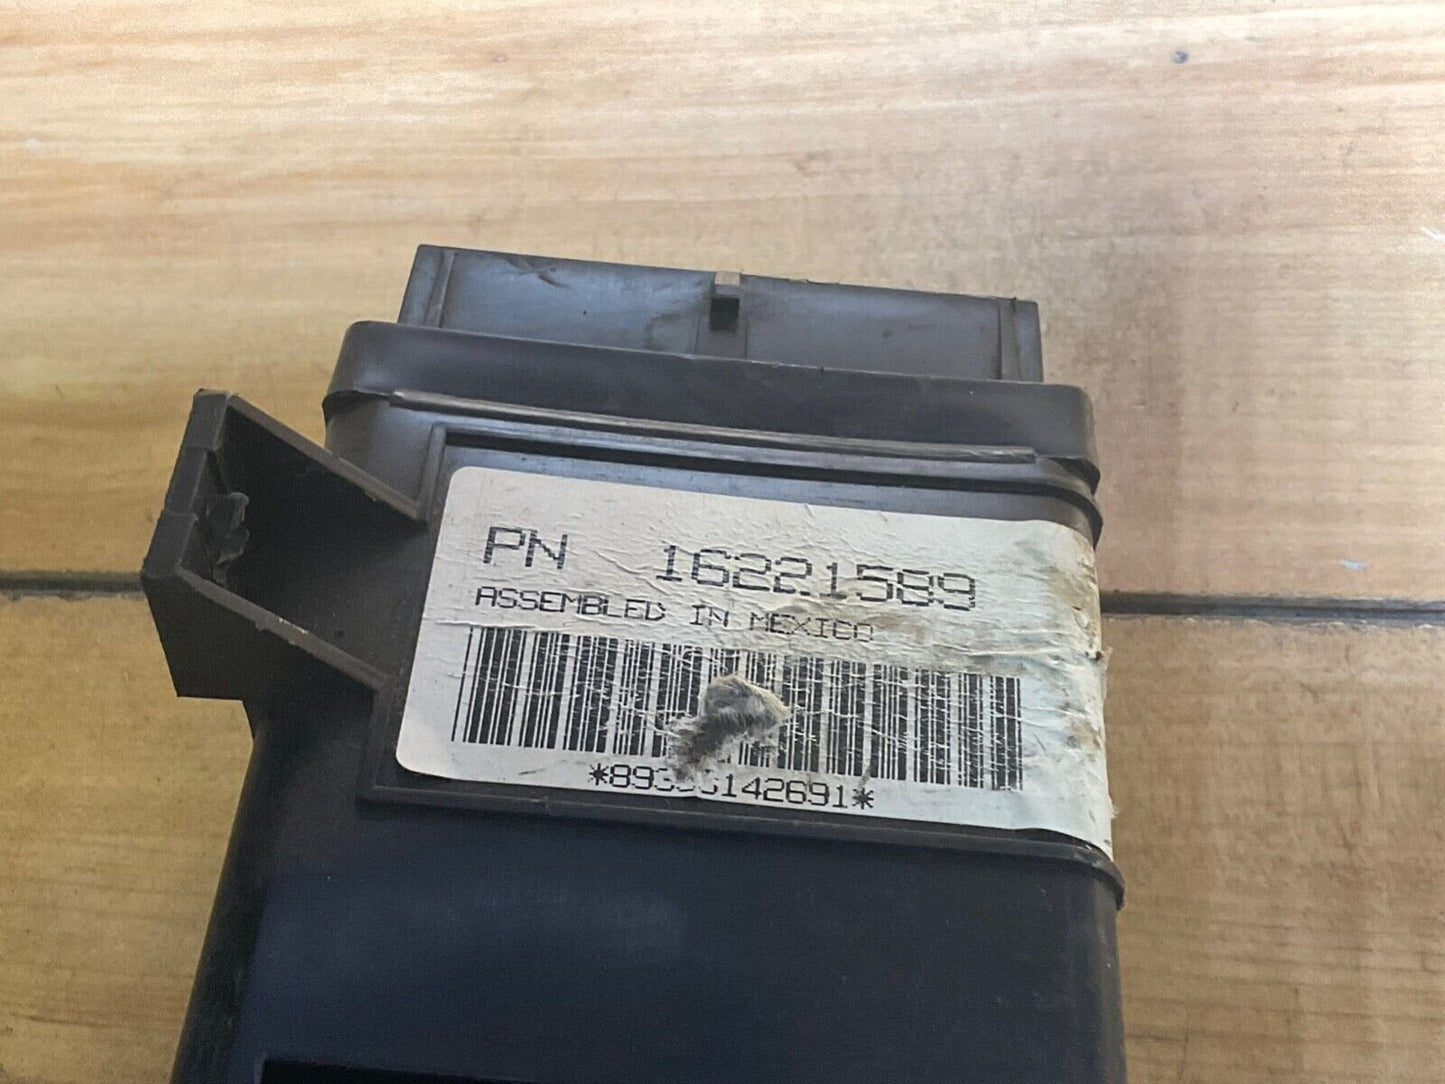 PN 16221589
ASSEMBLED IN MEXICO